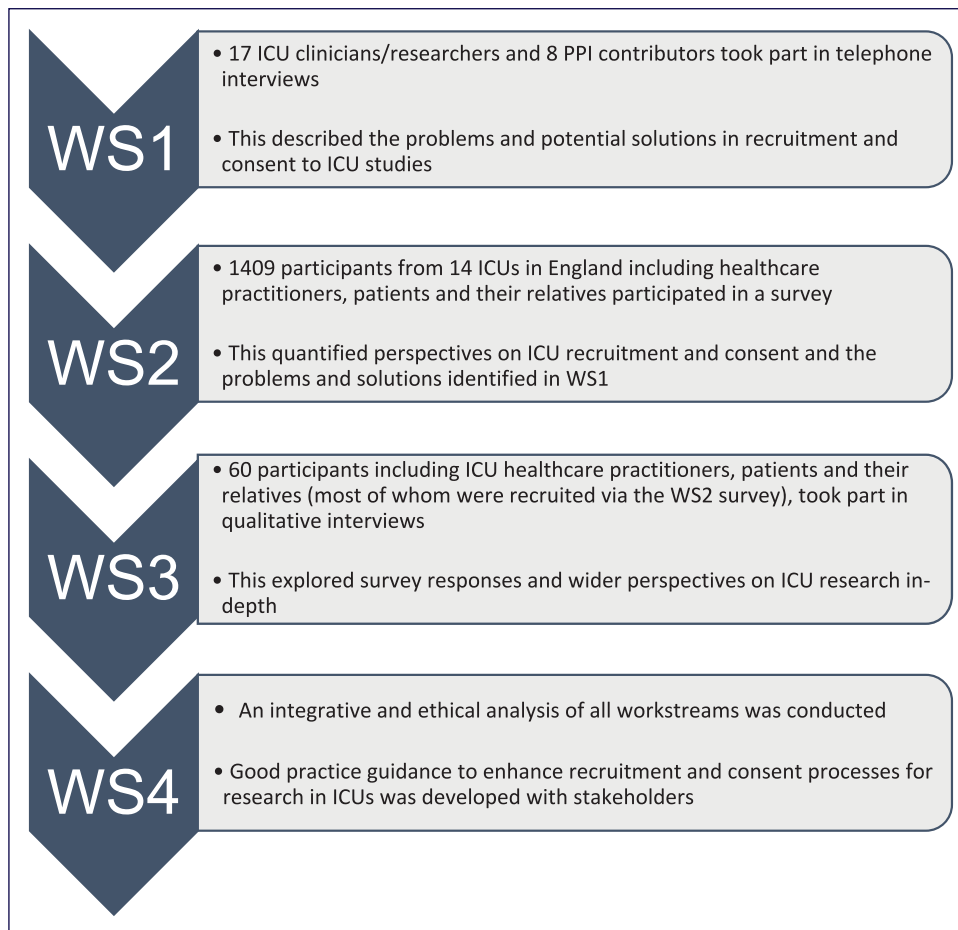 WS1
• 17 ICU clinicians/researchers and 8 PPI contributors took part in telephone
interviews
• This described the problems and potential solutions in recruitment and
consent to ICU studies
WS2
• 1409 participants from 14 ICUs in England including healthcare
practitioners, patients and their relatives participated in a survey
• This quantified perspectives on ICU recruitment and consent and the
problems and solutions identified in WS1
WS3
• 60 participants including ICU healthcare practitioners, patients and their
relatives (most of whom were recruited via the WS2 survey), took part in
qualitative interviews
• This explored survey responses and wider perspectives on ICU research in-
depth
WS4
• An integrative and ethical analysis of all workstreams was conducted
• Good practice guidance to enhance recruitment and consent processes for
research in ICUs was developed with stakeholders